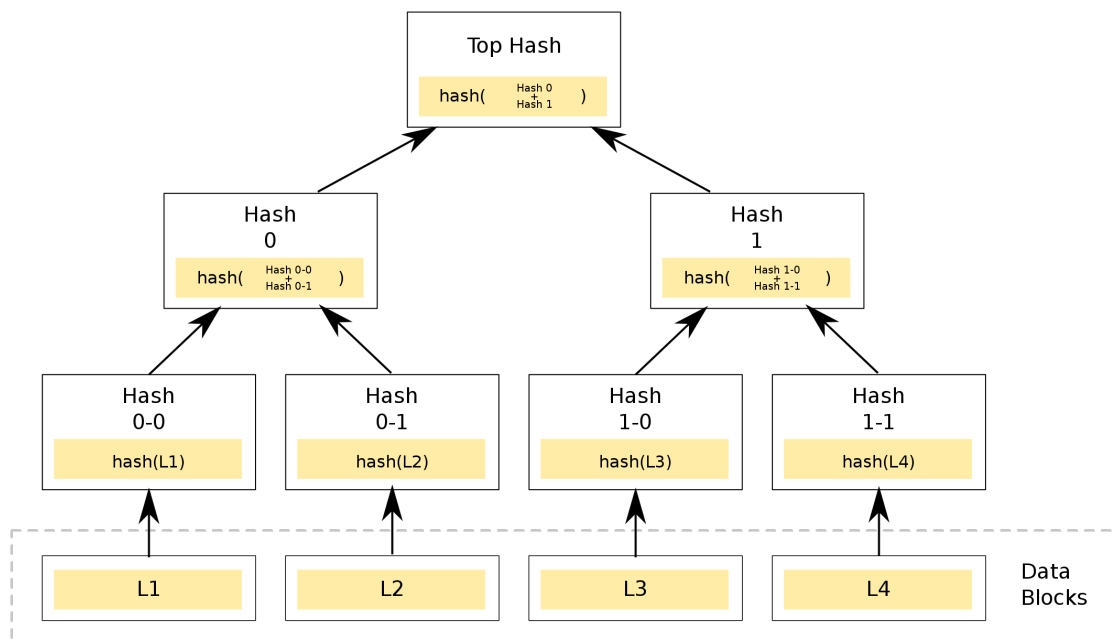 Top Hash
hash( Hash 0 + Hash 1 )
Hash
0
hash( Hash 0-0 + Hash 0-1 )
Hash
1
hash( Hash 1-0 + Hash 1-1 )
Hash
0-0
hash(L1)
Hash
0-1
hash(L2)
Hash
1-0
hash(L3)
Hash
1-1
hash(L4)
L1
L2
L3
L4
Data
Blocks